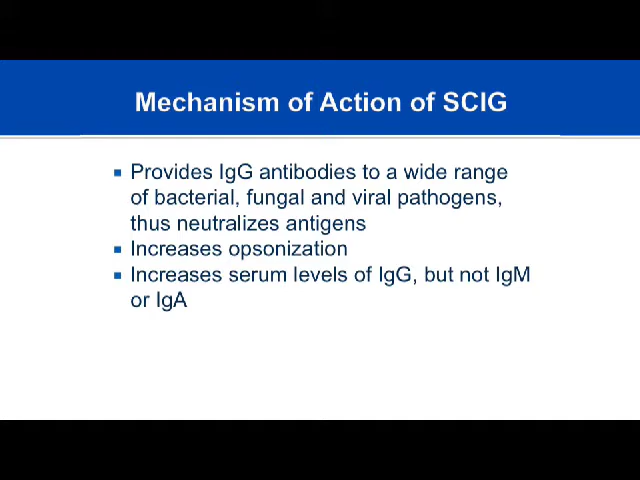 Mechanism of Action of SCIG
▪ Provides IgG antibodies to a wide range
of bacterial, fungal and viral pathogens,
thus neutralizes antigens
▪ Increases opsonization
▪ Increases serum levels of IgG, but not IgM
or IgA